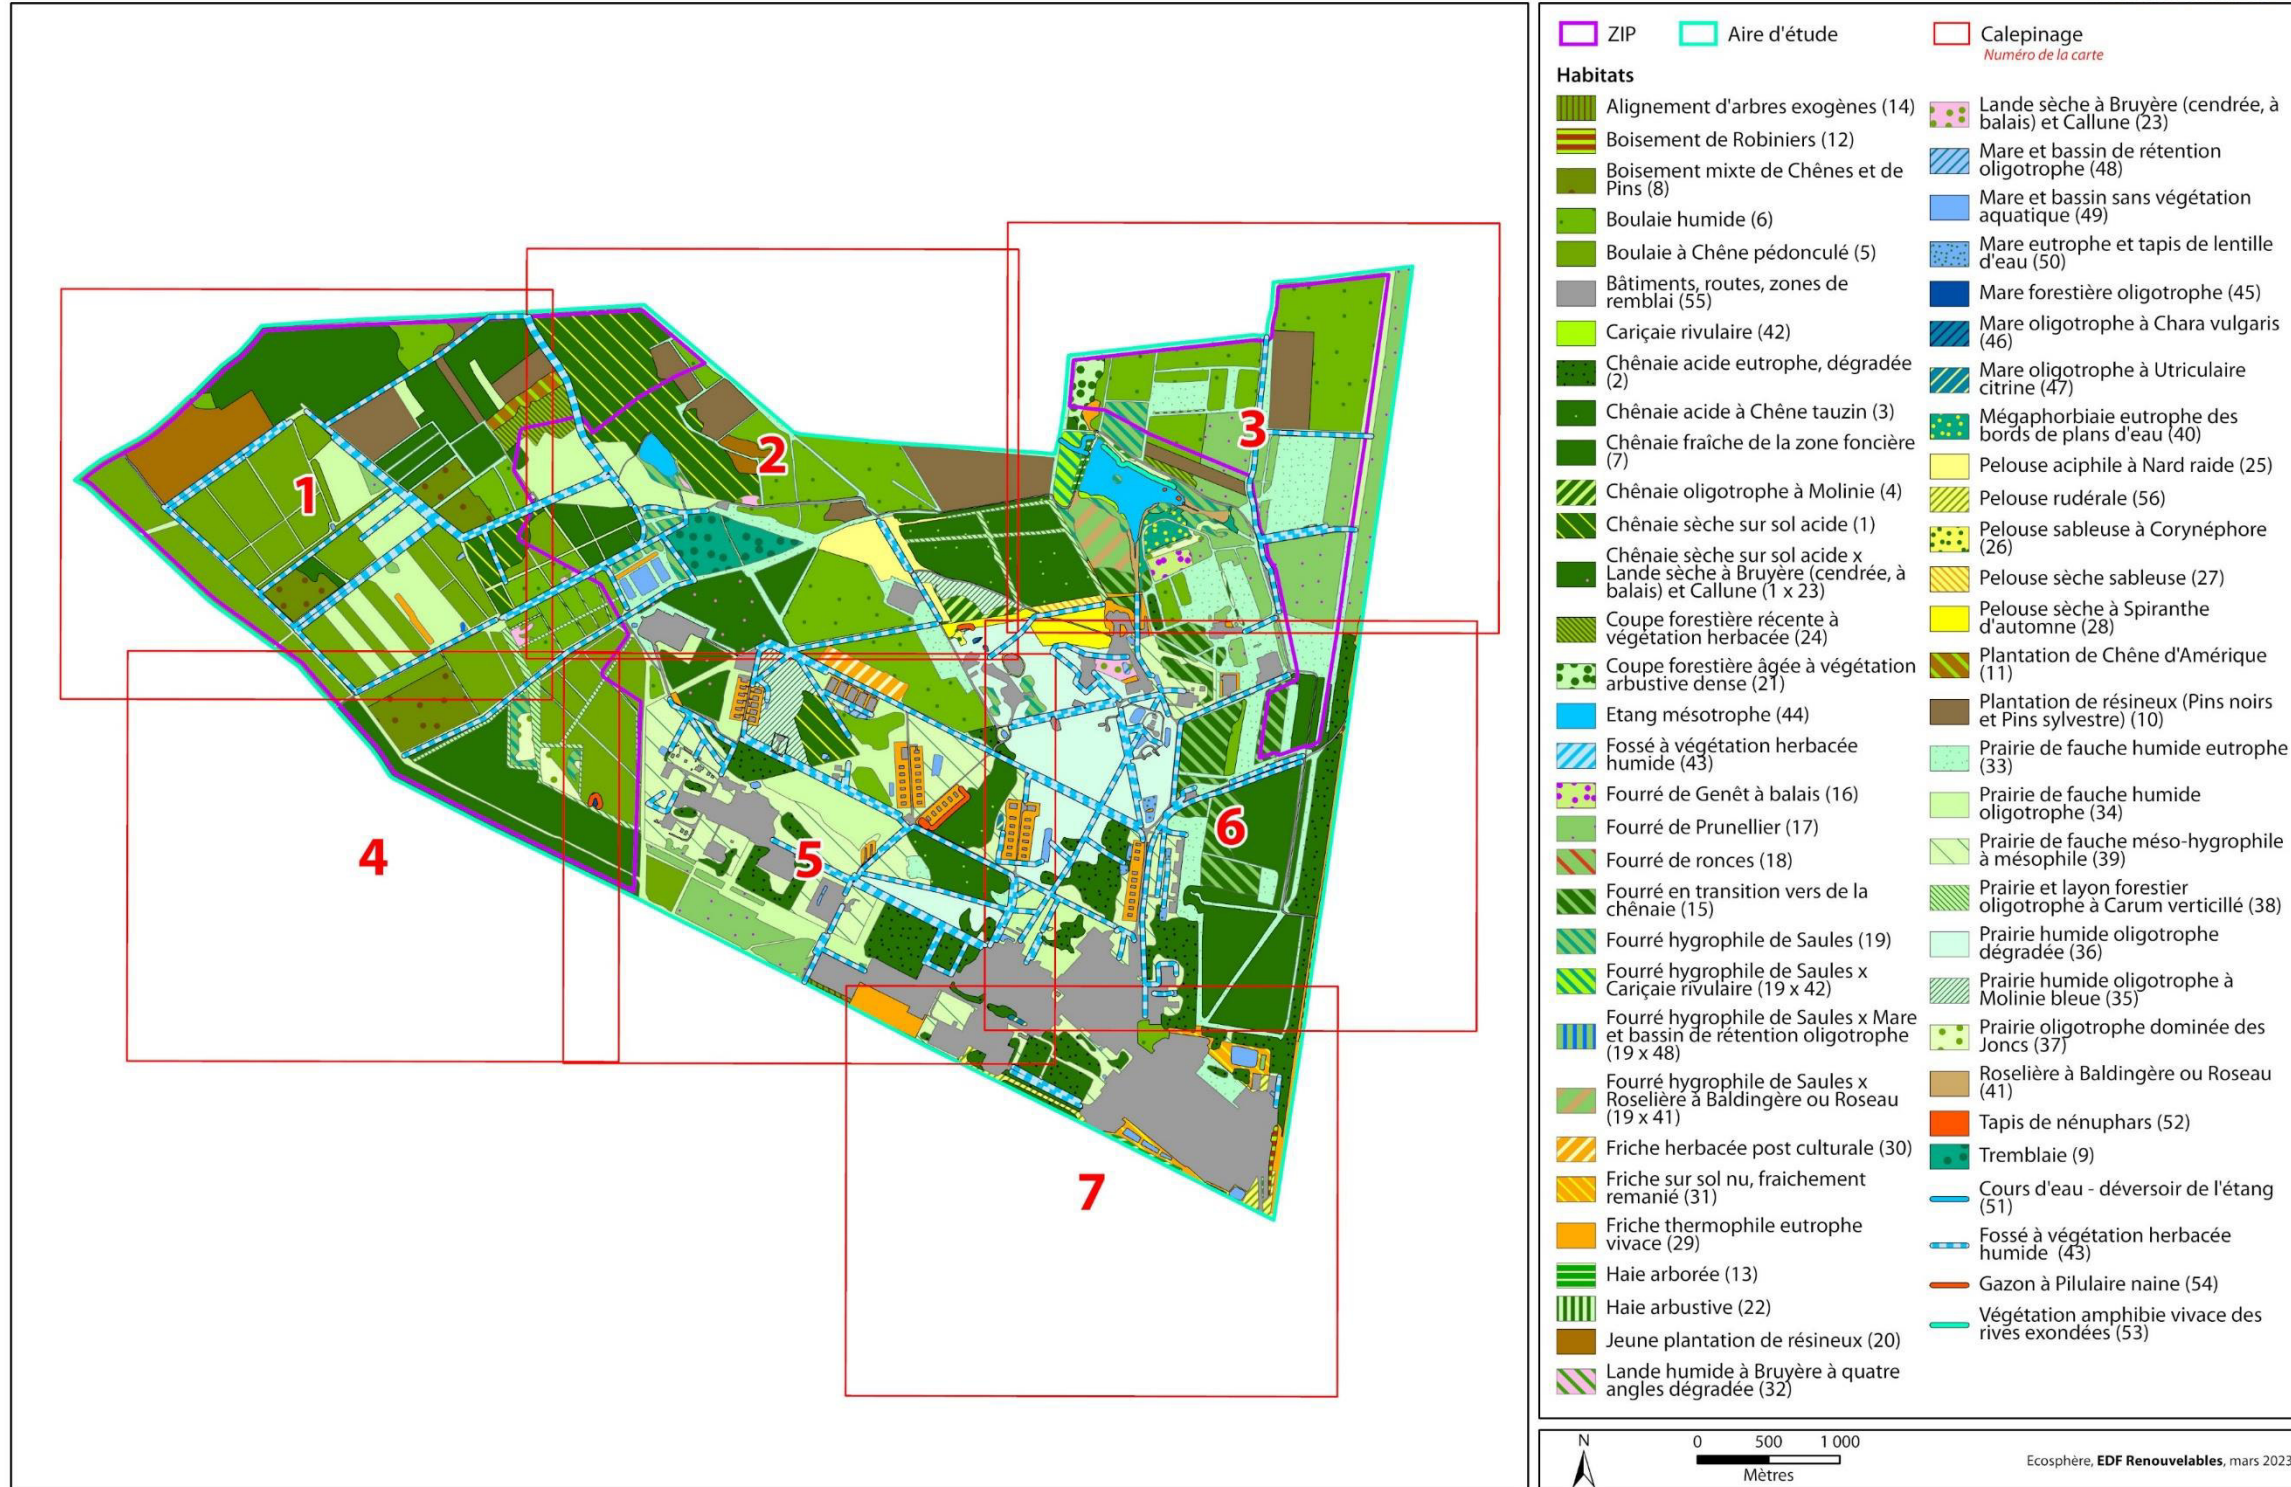 1
2
3
4
5
6
7
ZIP
Aire d'étude
Calepinage
Numéro de la carte
Habitats
Alignement d'arbres exogènes (14)
Boisement de Robiniers (12)
Boisement mixte de Chênes et de
Pins (8)
Boulaie humide (6)
Boulaie à Chêne pédonculé (5)
Bâtiments, routes, zones de
remblai (55)
Cariçaie rivulaire (42)
Chênaie acide eutrophe, dégradée
(2)
Chênaie acide à Chêne tauzin (3)
Chênaie fraîche de la zone foncière
(7)
Chênaie oligotrophe à Molinie (4)
Chênaie sèche sur sol acide (1)
Chênaie sèche sur sol acide x
Lande sèche à Bruyère (cendrée, à
balais) et Callune (1 x 23)
Coupe forestière récente à
végétation herbacée (24)
Coupe forestière âgée à végétation
arbustive dense (21)
Etang mésotrophe (44)
Fossé à végétation herbacée
humide (43)
Fourré de Genêt à balais (16)
Fourré de Prunellier (17)
Fourré de ronces (18)
Fourré en transition vers de la
chênaie (15)
Fourré hygrophile de Saules (19)
Fourré hygrophile de Saules x
Cariçaie rivulaire (19 x 42)
Fourré hygrophile de Saules x Mare
et bassin de rétention oligotrophe
(19 x 48)
Fourré hygrophile de Saules x
Roselière à Baldingère ou Roseau
(19 x 41)
Friche herbacée post culturale (30)
Friche sur sol nu, fraichement
remanié (31)
Friche thermophile eutrophe
vivace (29)
Haie arborée (13)
Haie arbustive (22)
Jeune plantation de résineux (20)
Lande humide à Bruyère à quatre
angles dégradée (32)
Lande sèche à Bruyère (cendrée, à
balais) et Callune (23)
Mare et bassin de rétention
oligotrophe (48)
Mare et bassin sans végétation
aquatique (49)
Mare eutrophe et tapis de lentille
d'eau (50)
Mare forestière oligotrophe (45)
Mare oligotrophe à Chara vulgaris
(46)
Mare oligotrophe à Utriculaire
citrine (47)
Mégaphorbiaie eutrophe des
bords de plans d'eau (40)
Pelouse aciphile à Nard raide (25)
Pelouse rudérale (56)
Pelouse sableuse à Corynéphore
(26)
Pelouse sèche sableuse (27)
Pelouse sèche à Spiranthe
d'automne (28)
Plantation de Chêne d'Amérique
(11)
Plantation de résineux (Pins noirs
et Pins sylvestre) (10)
Prairie de fauche humide eutrophe
(33)
Prairie de fauche humide
oligotrophe (34)
Prairie de fauche méso-hygrophile
à mésophile (39)
Prairie et layon forestier
oligotrophe à Carum verticillé (38)
Prairie humide oligotrophe
dégradée (36)
Prairie humide oligotrophe à
Molinie bleue (35)
Prairie oligotrophe dominée des
Joncs (37)
Roselière à Baldingère ou Roseau
(41)
Tapis de nénuphars (52)
Tremblaie (9)
Cours d'eau - déversoir de l'étang
(51)
Fossé à végétation herbacée
humide (43)
Gazon à Pilulaire naine (54)
Végétation amphibie vivace des
rives exondées (53)
N
0 500 1 000
Mètres
Ecosphère, EDF Renouvelables, mars 2023